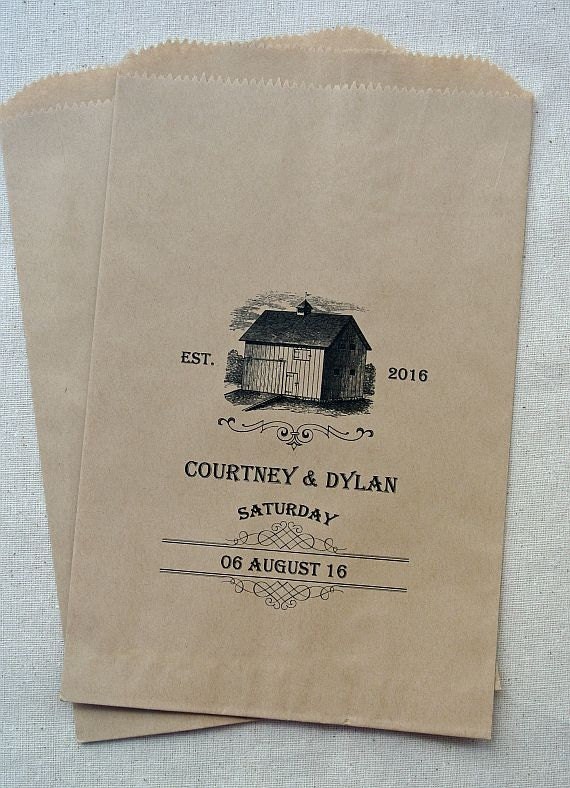 EST. 2016
COURTNEY & DYLAN
SATURDAY
06 AUGUST 16